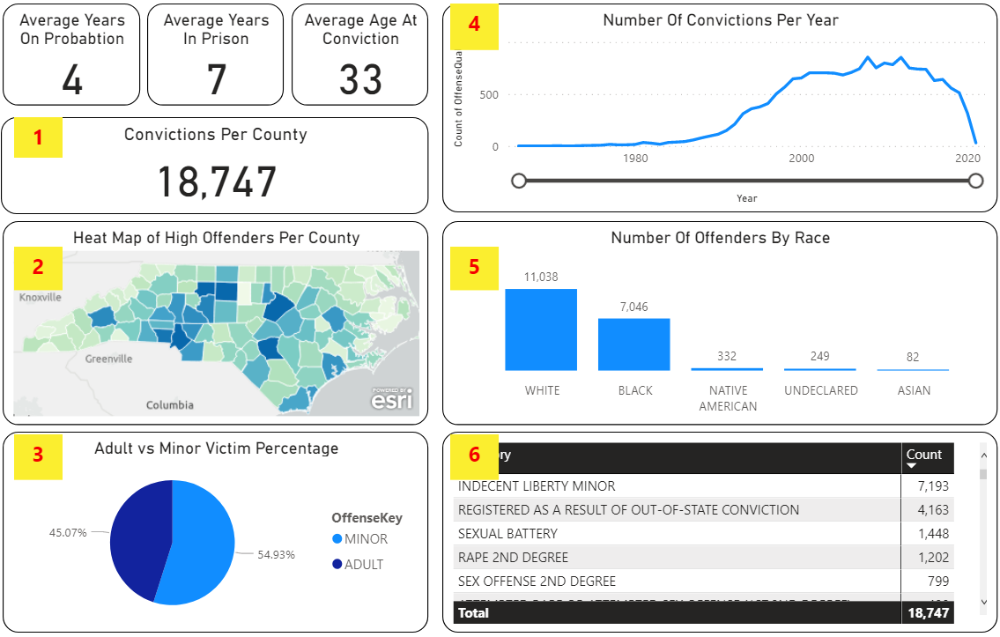 Average Years
On Probabtion
4
Average Years
In Prison
7
Average Age At
Conviction
33
1
Convictions Per County
18,747
2
Heat Map of High Offenders Per County
Knoxville
Greenville
Columbia
POWERED BY
esri
3
Adult vs Minor Victim Percentage
45.07%
54.93%
OffenseKey
MINOR
ADULT
4
Number Of Convictions Per Year
Count of OffenseQua
500
0
1980
2000
2020
Year
5
Number Of Offenders By Race
11,038
7,046
332
249
82
WHITE
BLACK
NATIVE
AMERICAN
UNDECLARED
ASIAN
6
ry Count
INDECENT LIBERTY MINOR 7,193
REGISTERED AS A RESULT OF OUT-OF-STATE CONVICTION 4,163
SEXUAL BATTERY 1,448
RAPE 2ND DEGREE 1,202
SEX OFFENSE 2ND DEGREE 799
Total 18,747